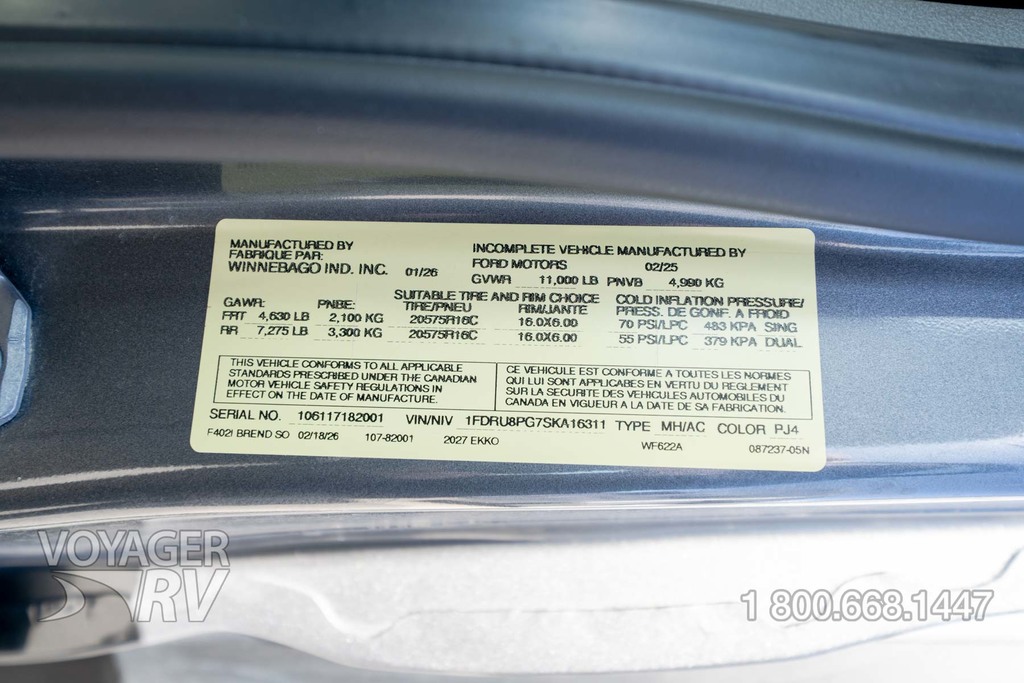 MANUFACTURED BY
FABRIQUE PAR:
WINNEBAGO IND. INC. 01/26
INCOMPLETE VEHICLE MANUFACTURED BY
FORD MOTORS 02/25
GVWR 11,000 LB PNVB 4,990 KG
GAWR: PNBE: SUITABLE TIRE AND RIM CHOICE COLD INFLATION PRESSURE/
TIRE/PNEU RIM/JANTE PRESS. DE GONF. A FROID
FRT 4,630 LB 2,100 KG 20575R16C 16.0X6.00 70 PSI/LPC 483 KPA SING
RR 7,275 LB 3,300 KG 20575R16C 16.0X6.00 55 PSI/LPC 379 KPA DUAL
THIS VEHICLE CONFORMS TO ALL APPLICABLE
STANDARDS PRESCRIBED UNDER THE CANADIAN
MOTOR VEHICLE SAFETY REGULATIONS IN
EFFECT ON THE DATE OF MANUFACTURE.
CE VEHICULE EST CONFORME A TOUTES LES NORMES
QUI LUI SONT APPLICABLES EN VERTU DU REGLEMENT
SUR LA SECURITE DES VEHICULES AUTOMOBILES DU
CANADA EN VIGUEUR A LA DATE DE SA FABRICATION.
SERIAL NO. 106117182001 VIN/NIV 1FDRU8PG7SKA16311 TYPE MH/AC COLOR PJ4
F402I BREND SO 02/18/26 107-82001 2027 EKKO WF622A 087237-05N
VOYAGER
RV
1 800.668.1447